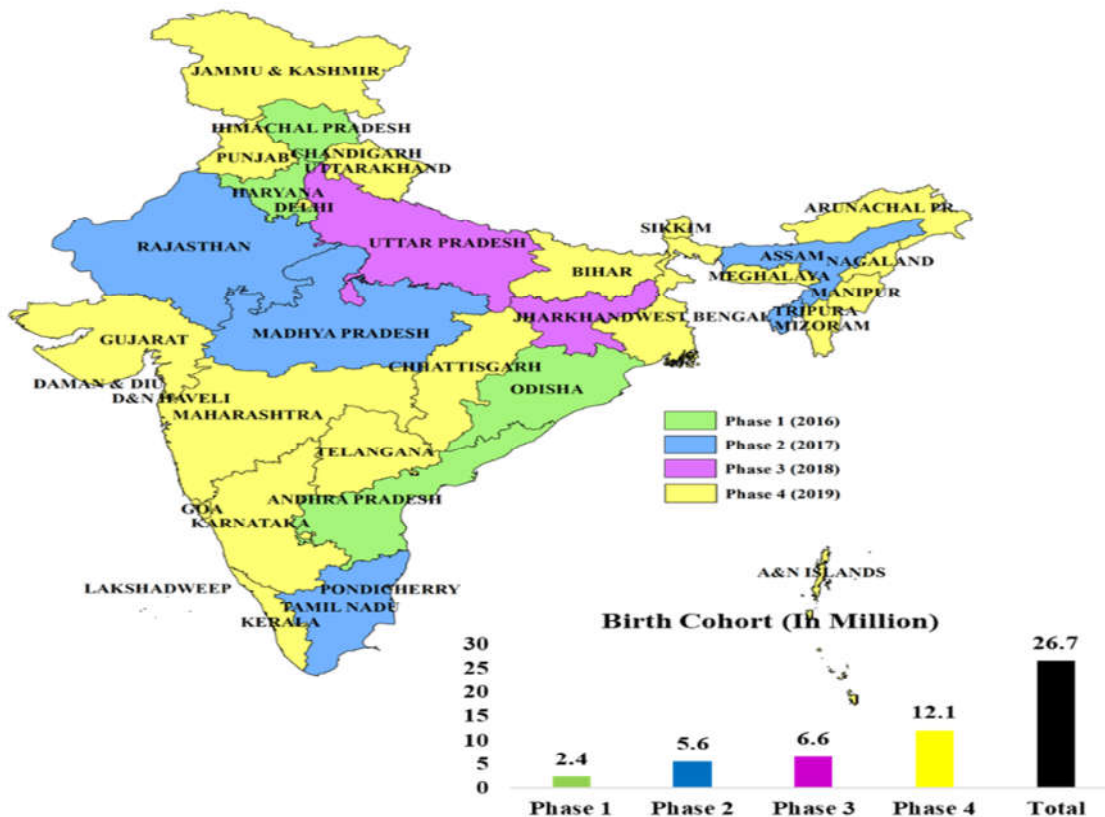 JAMMU & KASHMIR
HIMACHAL PRADESH
PUNJAB
CHANDIGARH
UTTARAKHAND
HARYANA
DELHI
RAJASTHAN
UTTAR PRADESH
SIKKIM
ARUNACHAL PR.
ASSAM
NAGALAND
BIHAR
MEGHALAYA
MANIPUR
JHARKHAND
WEST BENGAL
TRIPURA
MIZORAM
MADHYA PRADESH
GUJARAT
CHHATTISGARH
DAMAN & DIU
D&N HAVELI
ODISHA
MAHARASHTRA
TELANGANA
Phase 1 (2016)
Phase 2 (2017)
Phase 3 (2018)
Phase 4 (2019)
ANDHRA PRADESH
GOA
KARNATAKA
A&N ISLANDS
LAKSHADWEEP
PONDICHERRY
TAMIL NADU
KERALA
Birth Cohort (In Million)
30
25
20
15
10
5
0
2.4
5.6
6.6
12.1
26.7
Phase 1
Phase 2
Phase 3
Phase 4
Total